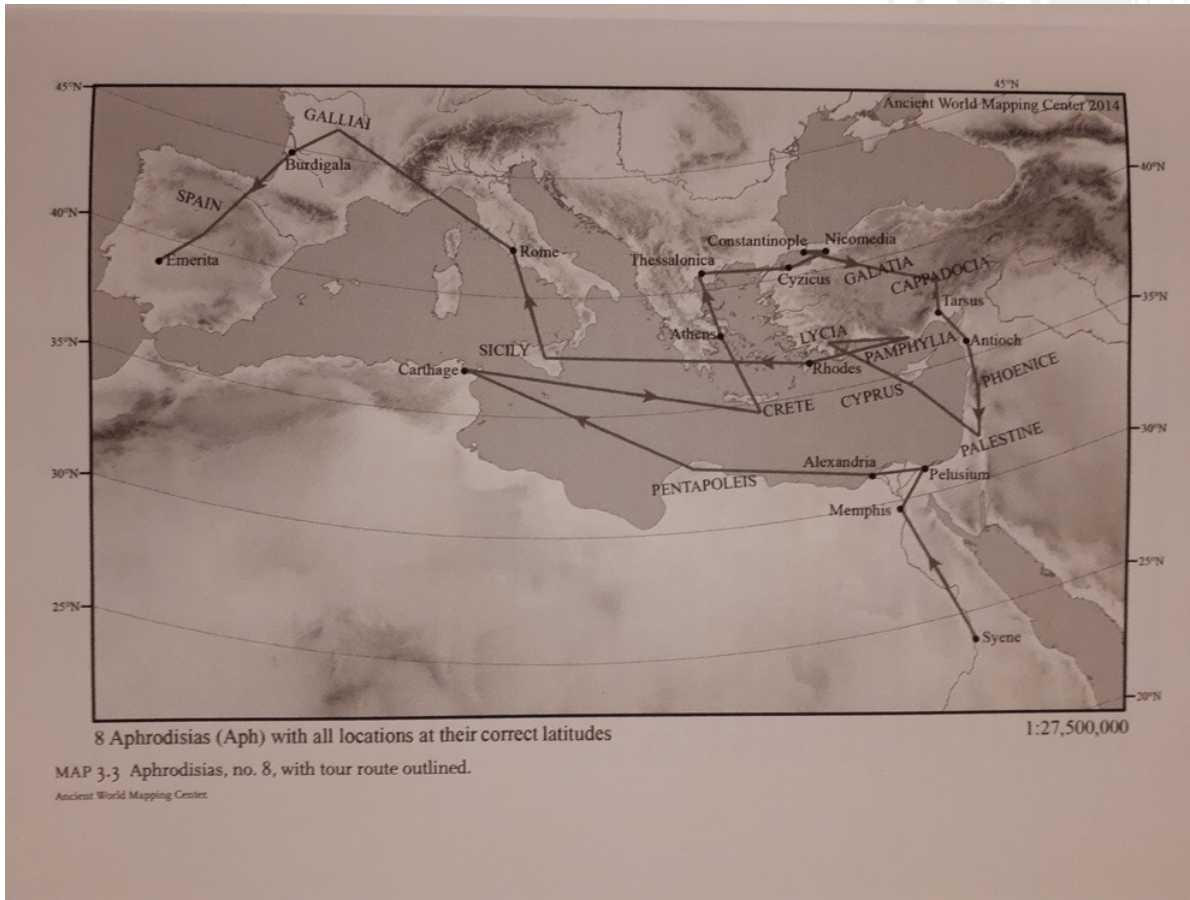 45°N
45°N
Ancient World Mapping Center 2014
GALLIAI
Burdigala
40°N
SPAIN
40°N
Emerita
Rome
Constantinople
Nicomedia
Thessalonica
Cyzicus
GALATIA
CAPPADOCIA
35°N
Tarsus
35°N
Athens
LYCIA
PAMPHYLIA
Antioch
SICILY
Rhodes
Carthage
PHOENICE
CYPRUS
CRETE
30°N
PALESTINE
30°N
Alexandria
Pelusium
PENTAPOLEIS
Memphis
25°N
25°N
Syene
20°N
8 Aphrodisias (Aph) with all locations at their correct latitudes
1:27,500,000
MAP 3.3 Aphrodisias, no. 8, with tour route outlined.
Ancient World Mapping Center.